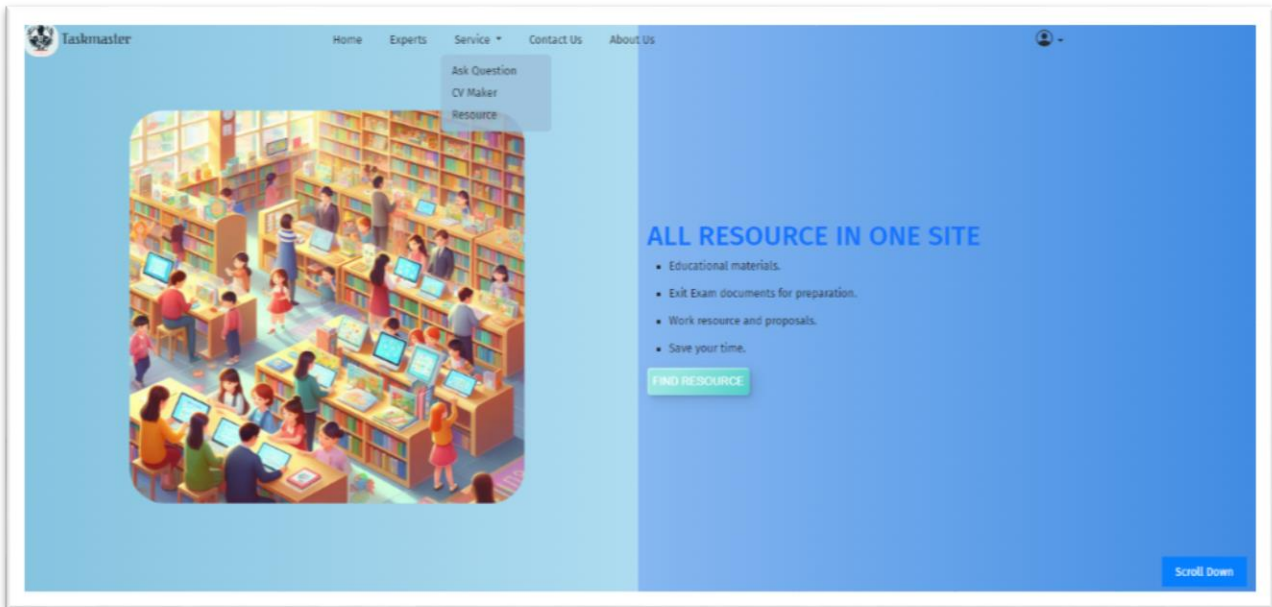 Taskmaster Home Experts Service Contact Us About Us
Ask Question
CV Maker
Resource
ALL RESOURCE IN ONE SITE
• Educational materials.
• Exit Exam documents for preparation.
• Work resource and proposals.
• Save your time.
FIND RESOURCE
Scroll Down